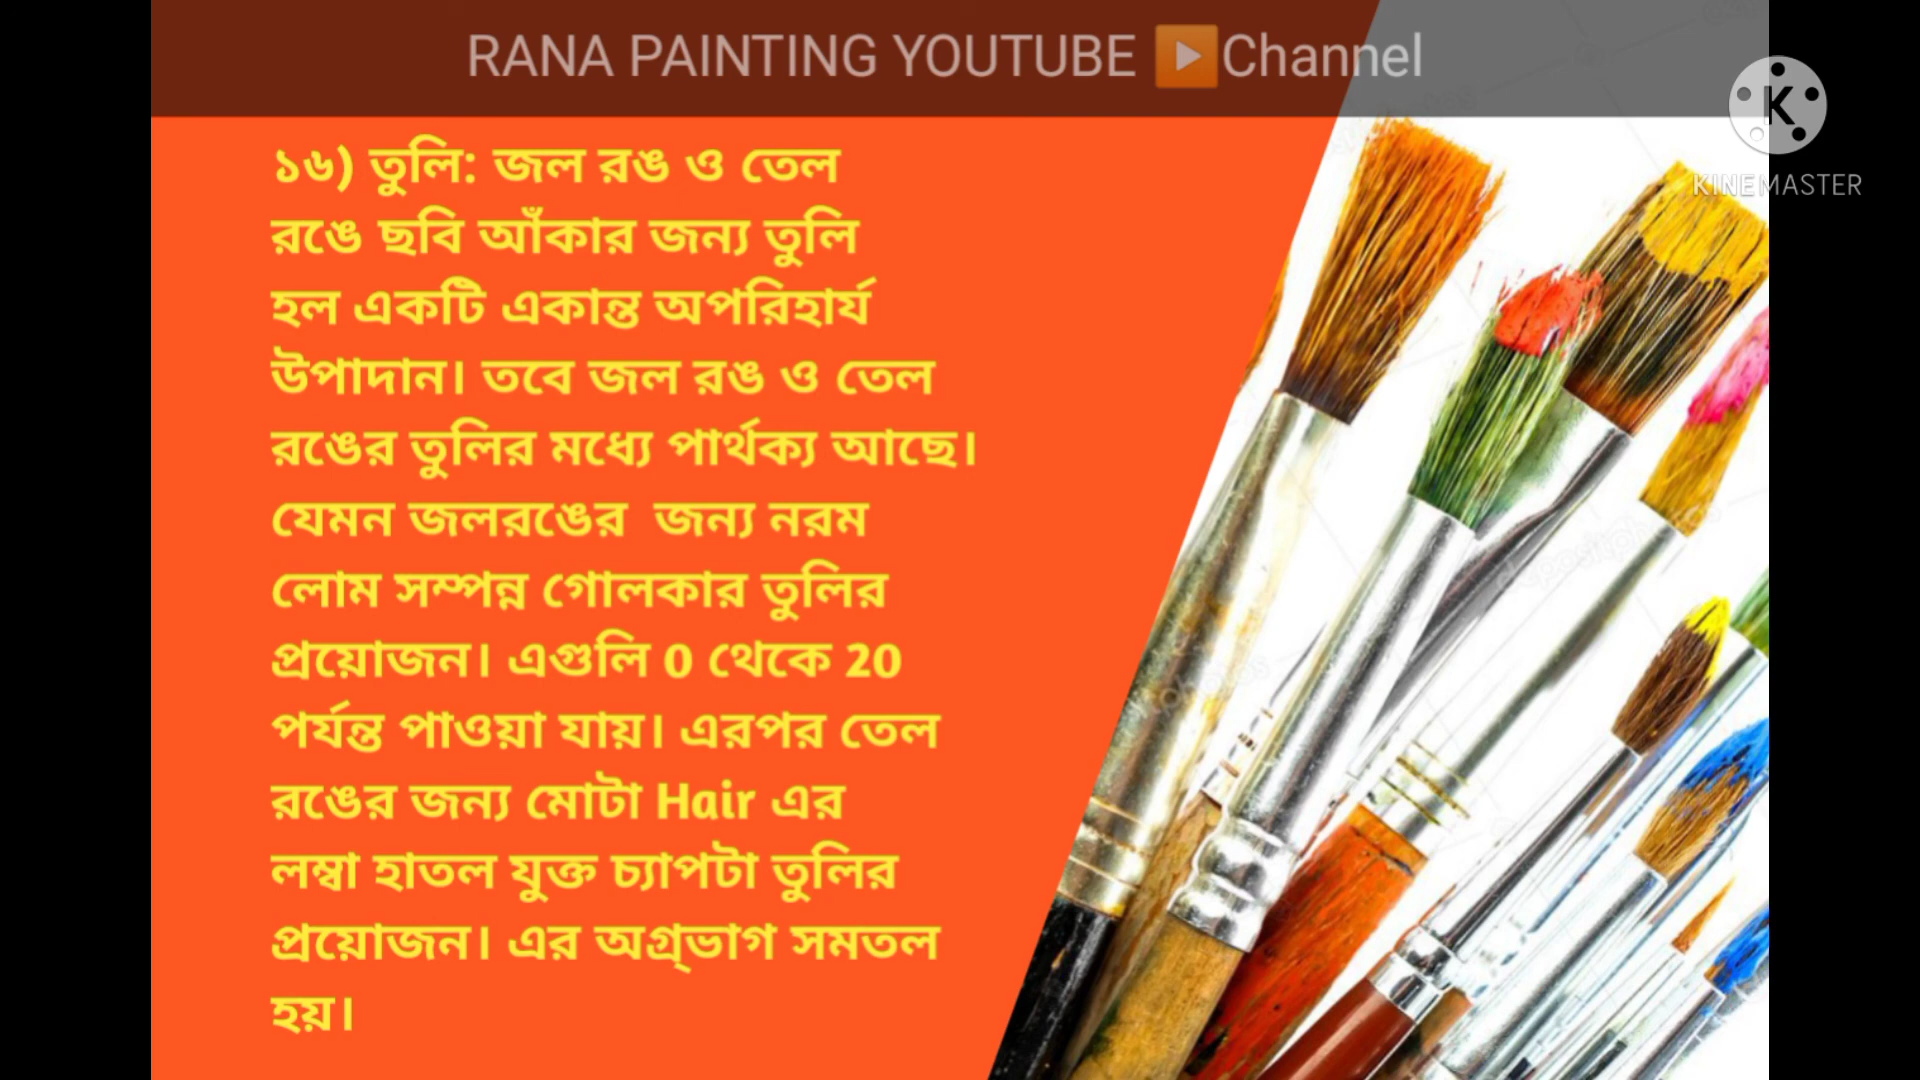 RANA PAINTING YOUTUBE ▶️Channel
K
KINEMASTER
১৬) তুলি: জল রঙ ও তেল
রঙে ছবি আঁকার জন্য তুলি
হল একটি একান্ত অপরিহার্য
উপাদান। তবে জল রঙ ও তেল
রঙের তুলির মধ্যে পার্থক্য আছে।
যেমন জলরঙের জন্য নরম
লোম সম্পন্ন গোলকার তুলির
প্রয়োজন। এগুলি 0 থেকে 20
পর্যন্ত পাওয়া যায়। এরপর তেল
রঙের জন্য মোটা Hair এর
লম্বা হাতল যুক্ত চ্যাপটা তুলির
প্রয়োজন। এর অগ্র্ভাগ সমতল
হয়।